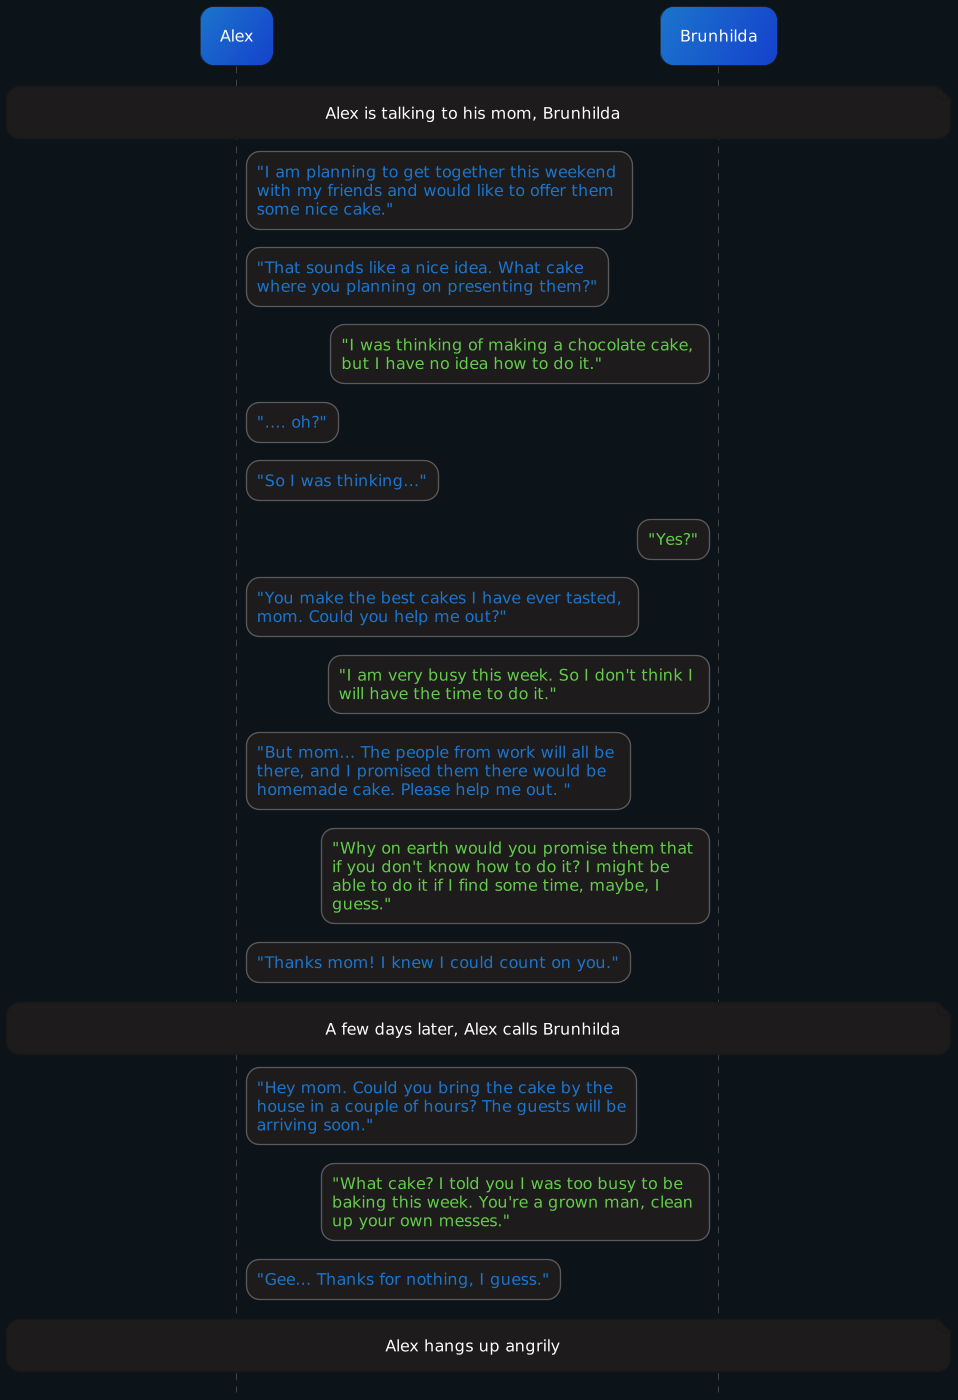 Alex
Brunhilda
Alex is talking to his mom, Brunhilda
"I am planning to get together this weekend
with my friends and would like to offer them
some nice cake."
"That sounds like a nice idea. What cake
where you planning on presenting them?"
"I was thinking of making a chocolate cake,
but I have no idea how to do it."
".... oh?"
"So I was thinking..."
"Yes?"
"You make the best cakes I have ever tasted,
mom. Could you help me out?"
"I am very busy this week. So I don't think I
will have the time to do it."
"But mom... The people from work will all be
there, and I promised them there would be
homemade cake. Please help me out. "
"Why on earth would you promise them that
if you don't know how to do it? I might be
able to do it if I find some time, maybe, I
guess."
"Thanks mom! I knew I could count on you."
A few days later, Alex calls Brunhilda
"Hey mom. Could you bring the cake by the
house in a couple of hours? The guests will be
arriving soon."
"What cake? I told you I was too busy to be
baking this week. You're a grown man, clean
up your own messes."
"Gee... Thanks for nothing, I guess."
Alex hangs up angrily